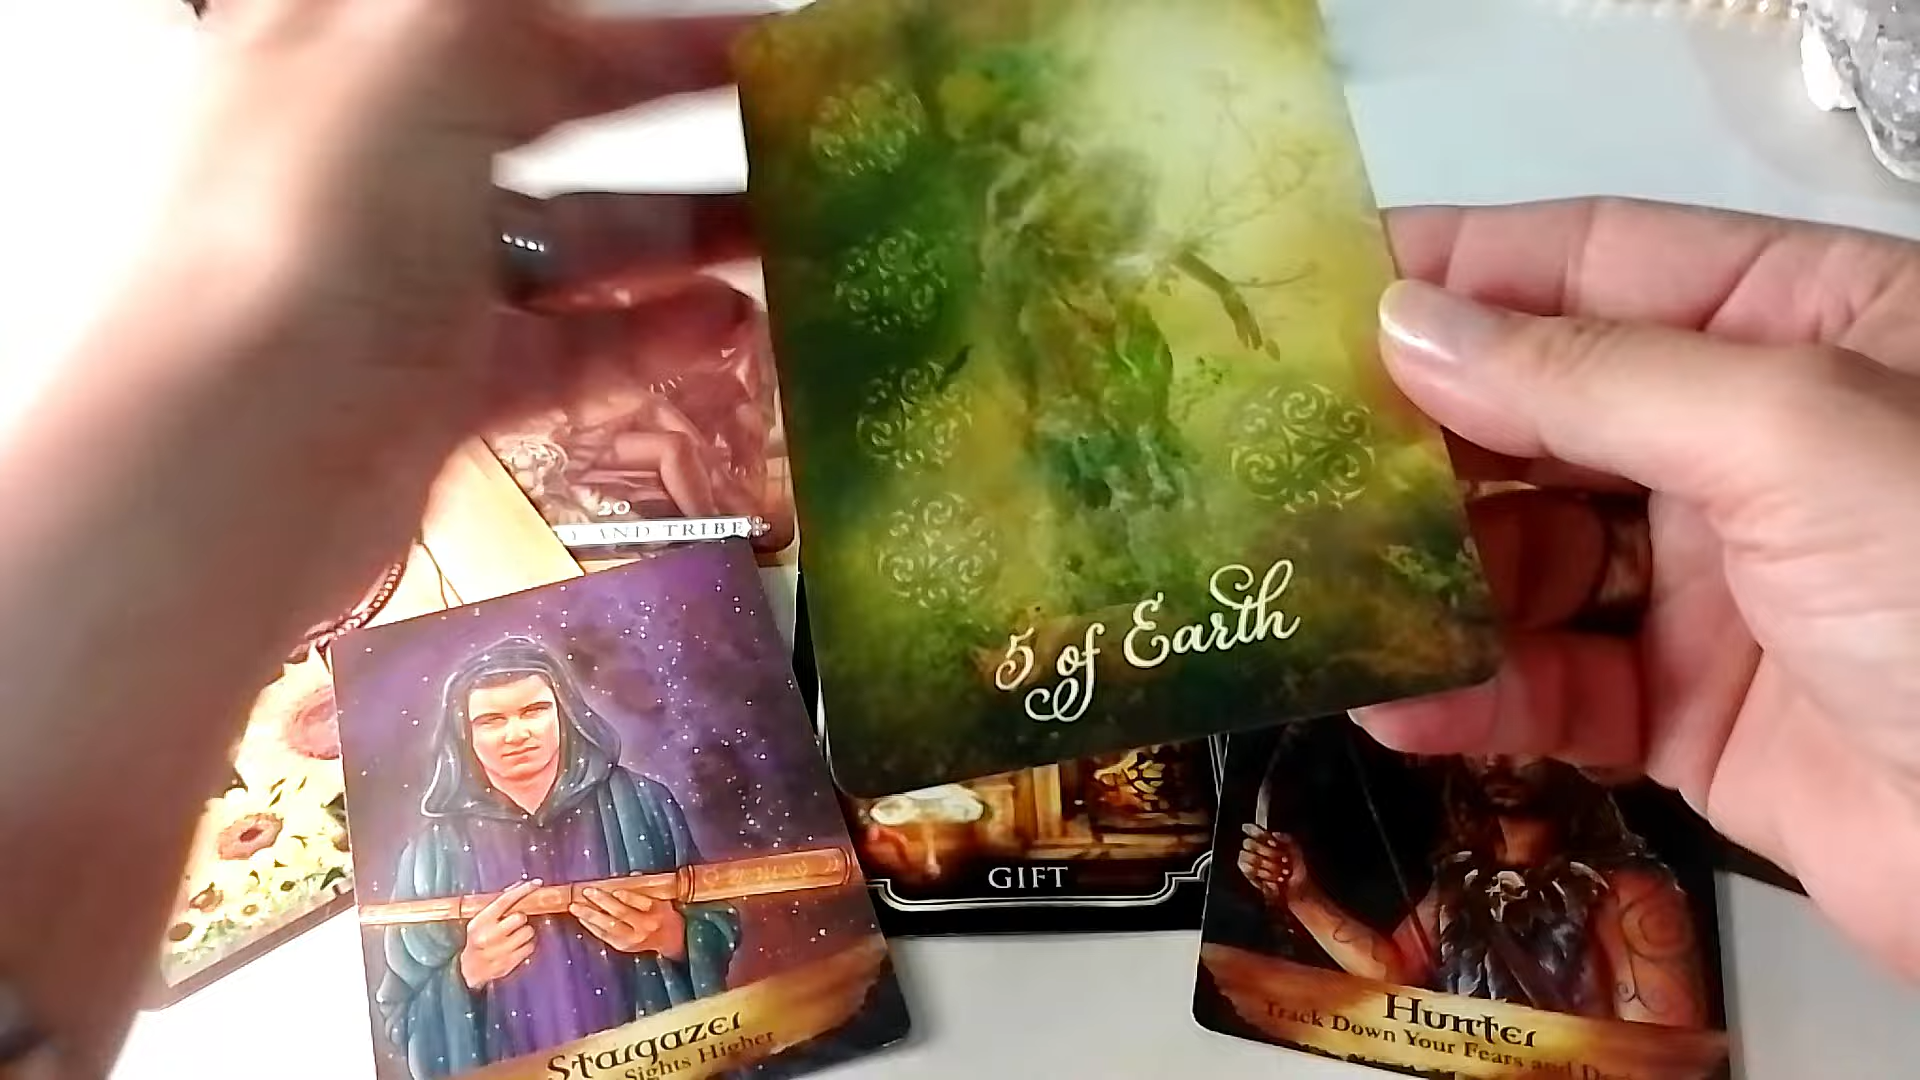 20
AND TRIBE
5 of Earth
GIFT
Stargazer
Sights Higher
Hunter
Track Down Your Fears and